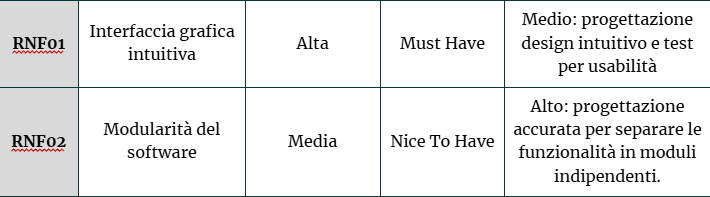 RNF01
Interfaccia grafica
intuitiva
Alta
Must Have
Medio: progettazione
design intuitivo e test
per usabilità
RNF02
Modularità del
software
Media
Nice To Have
Alto: progettazione
accurata per separare le
funzionalità in moduli
indipendenti.